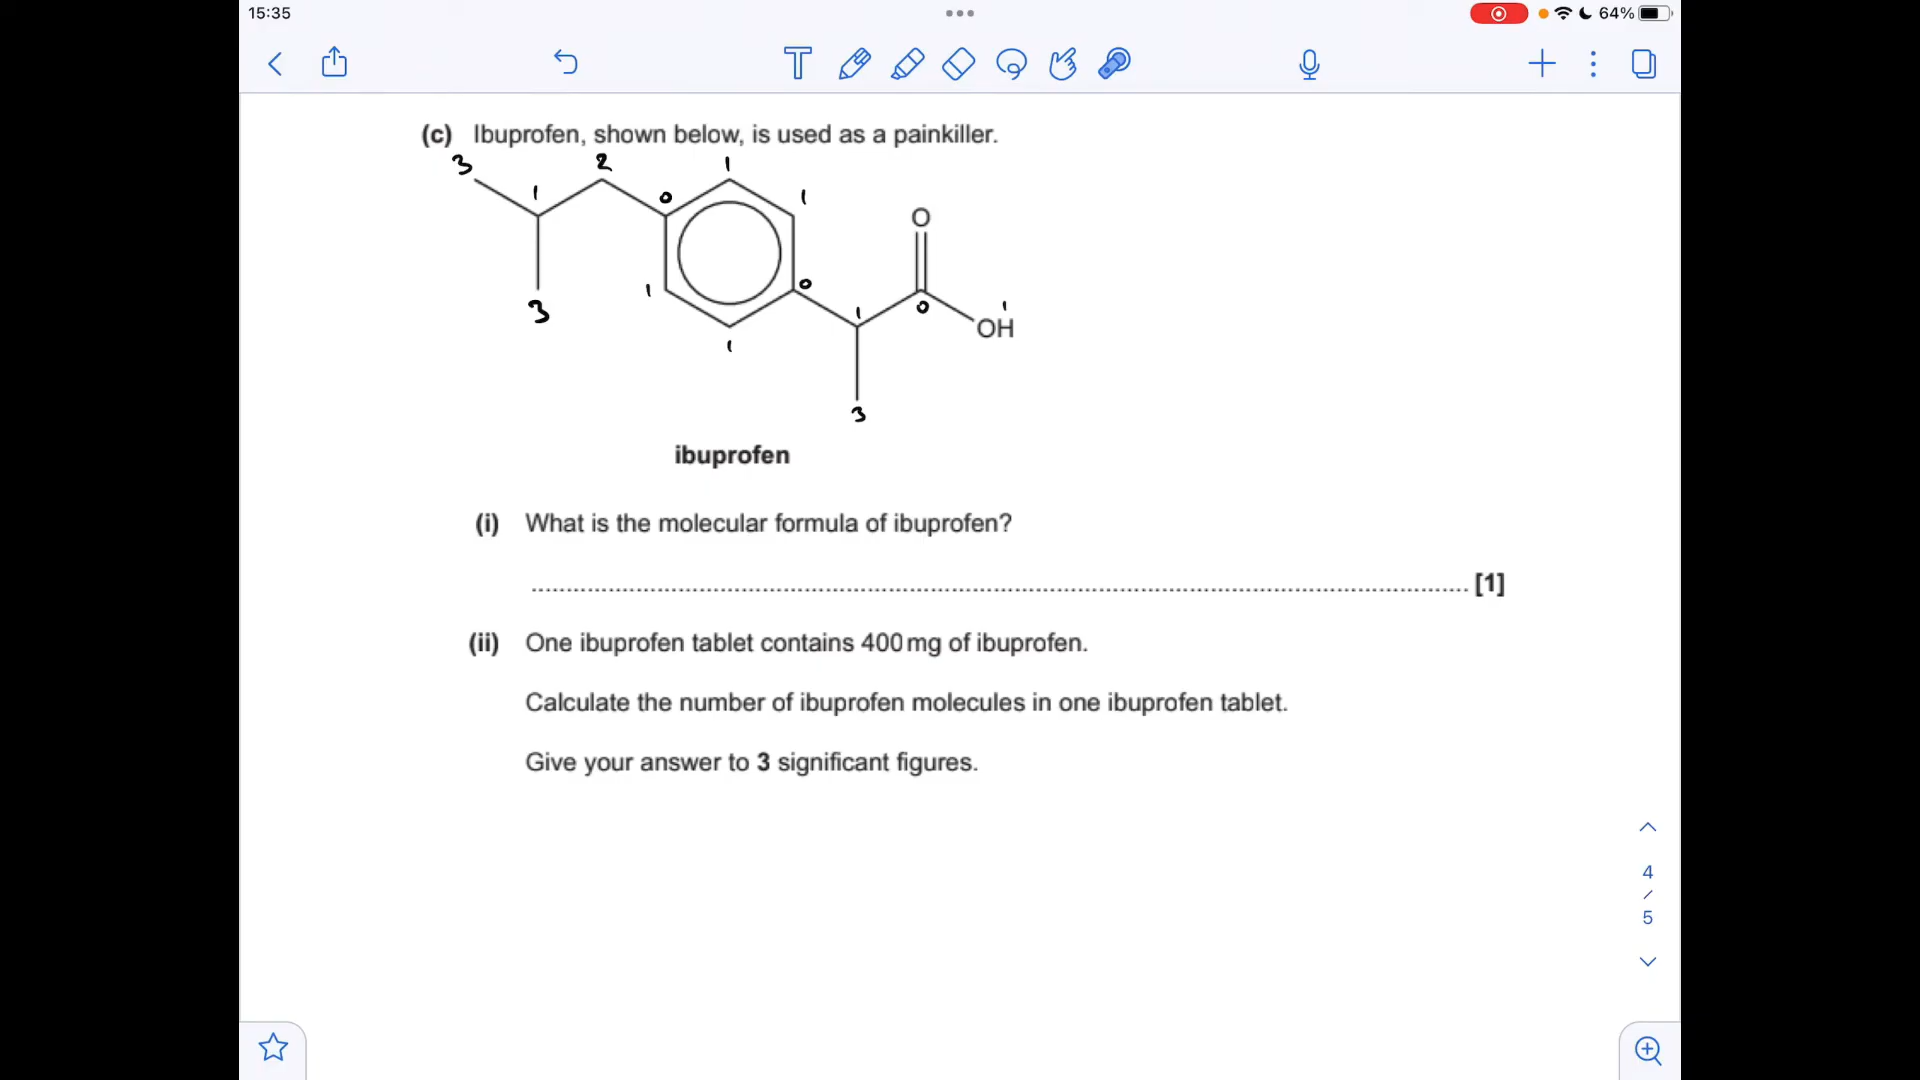 15:35
64%
(c) Ibuprofen, shown below, is used as a painkiller.
3 1 2 0 1 1
O
3 1 1 0 1 0 1
OH
3
ibuprofen
(i) What is the molecular formula of ibuprofen?
[1]
(ii) One ibuprofen tablet contains 400 mg of ibuprofen.
Calculate the number of ibuprofen molecules in one ibuprofen tablet.
Give your answer to 3 significant figures.
4
/
5